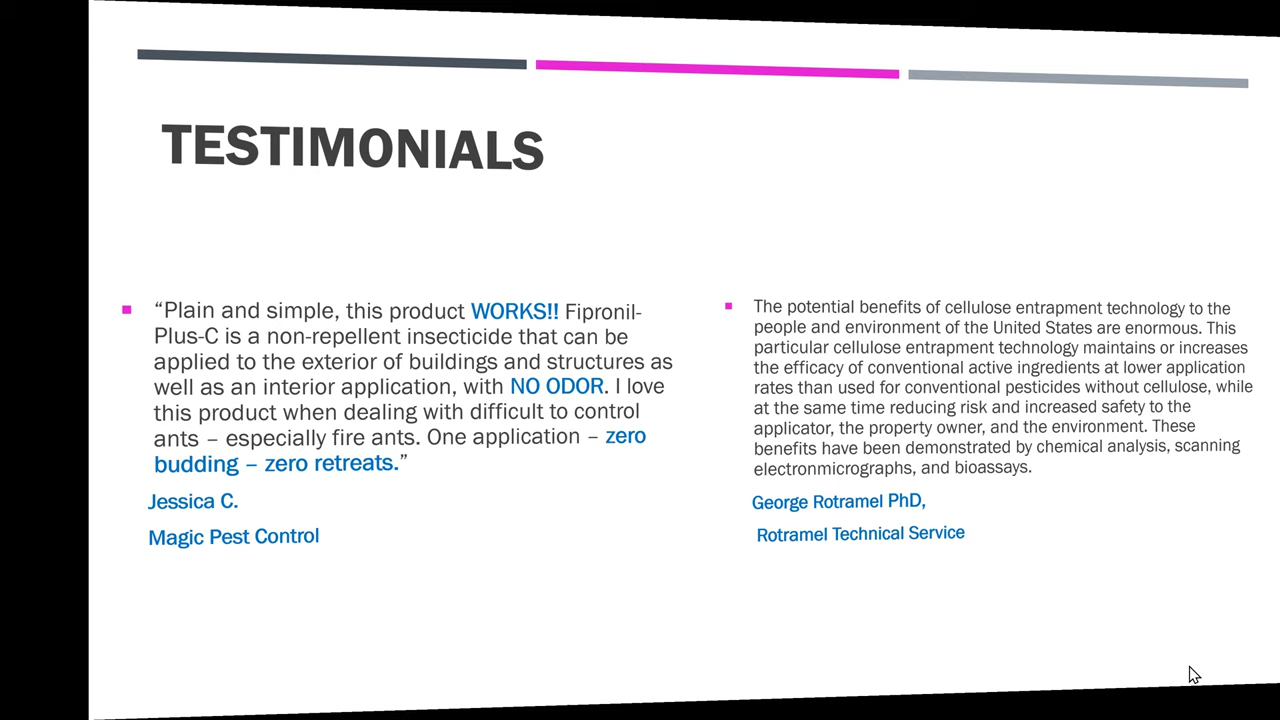 TESTIMONIALS
“Plain and simple, this product WORKS!! Fipronil-
Plus-C is a non-repellent insecticide that can be
applied to the exterior of buildings and structures as
well as an interior application, with NO ODOR. I love
this product when dealing with difficult to control
ants – especially fire ants. One application – zero
budding – zero retreats.”
Jessica C.
Magic Pest Control
The potential benefits of cellulose entrapment technology to the
people and environment of the United States are enormous. This
particular cellulose entrapment technology maintains or increases
the efficacy of conventional active ingredients at lower application
rates than used for conventional pesticides without cellulose, while
at the same time reducing risk and increased safety to the
applicator, the property owner, and the environment. These
benefits have been demonstrated by chemical analysis, scanning
electronmicrographs, and bioassays.
George Rotramel PhD,
Rotramel Technical Service